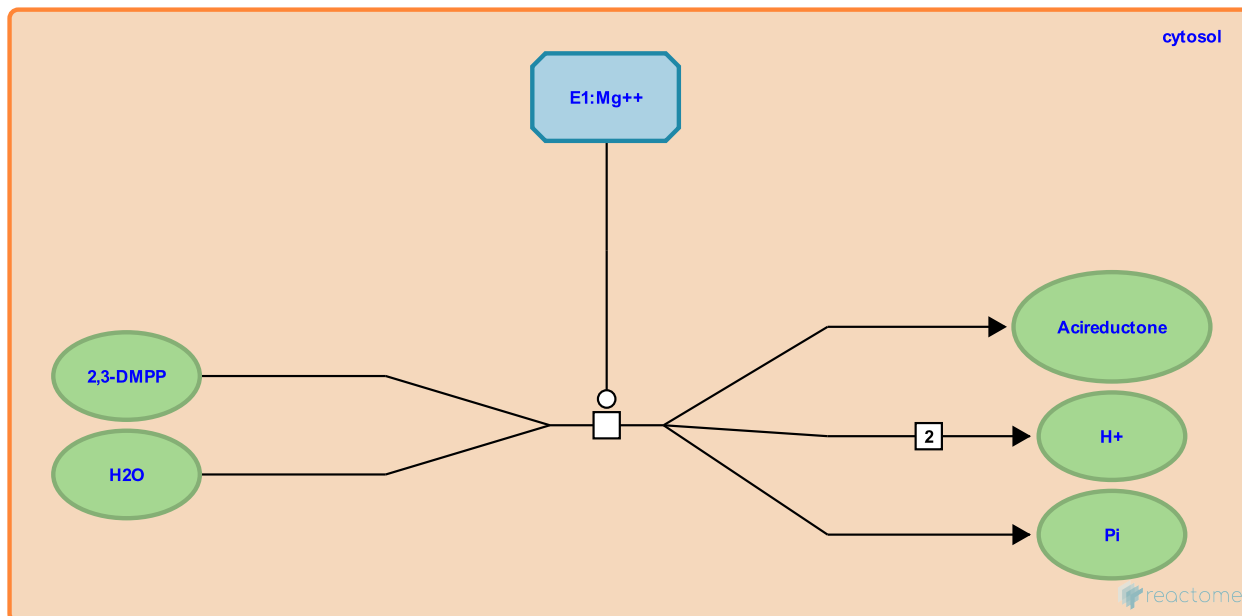 cytosol
E1:Mg++
Acireductone
2,3-DMPP
2
H+
H2O
Pi
reactome